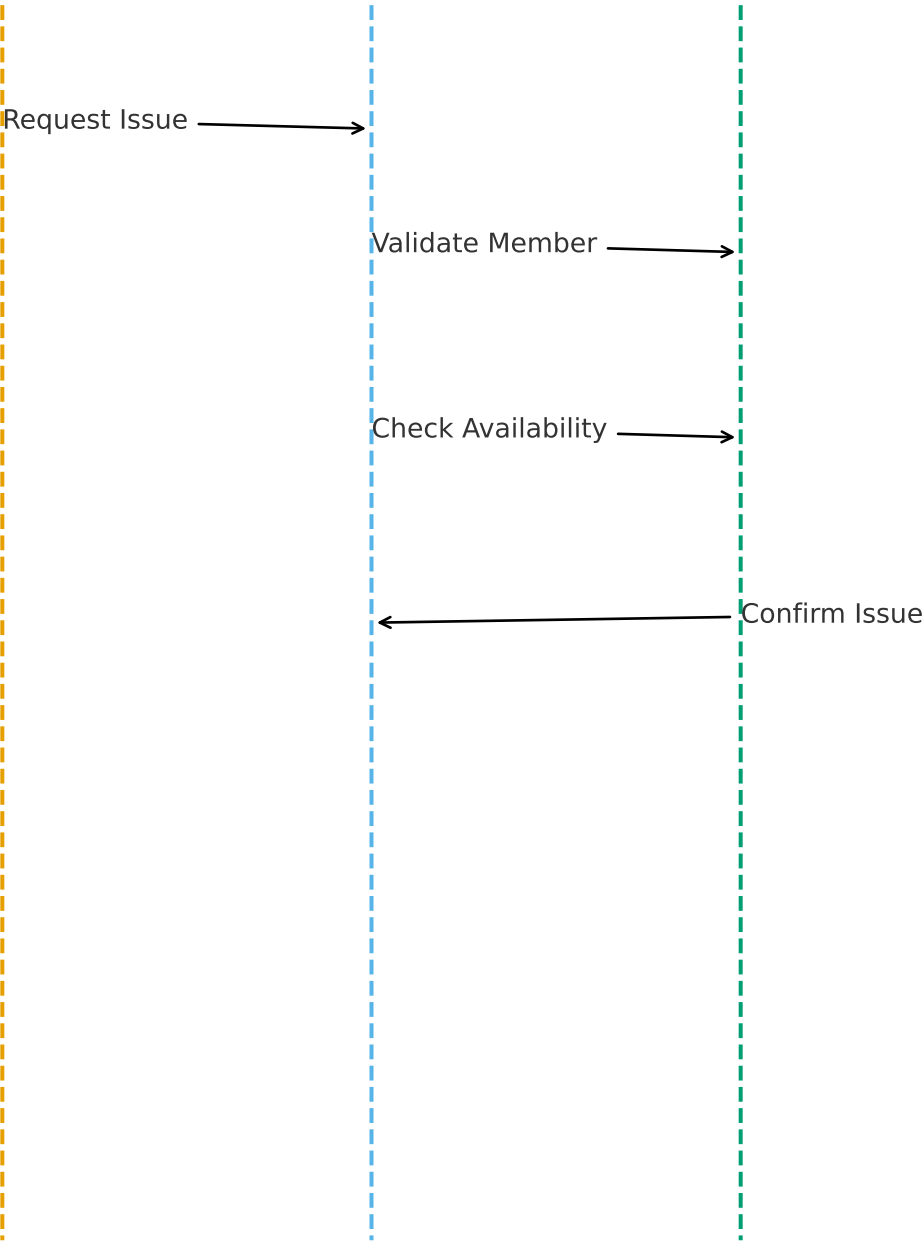 Request Issue
Validate Member
Check Availability
Confirm Issue